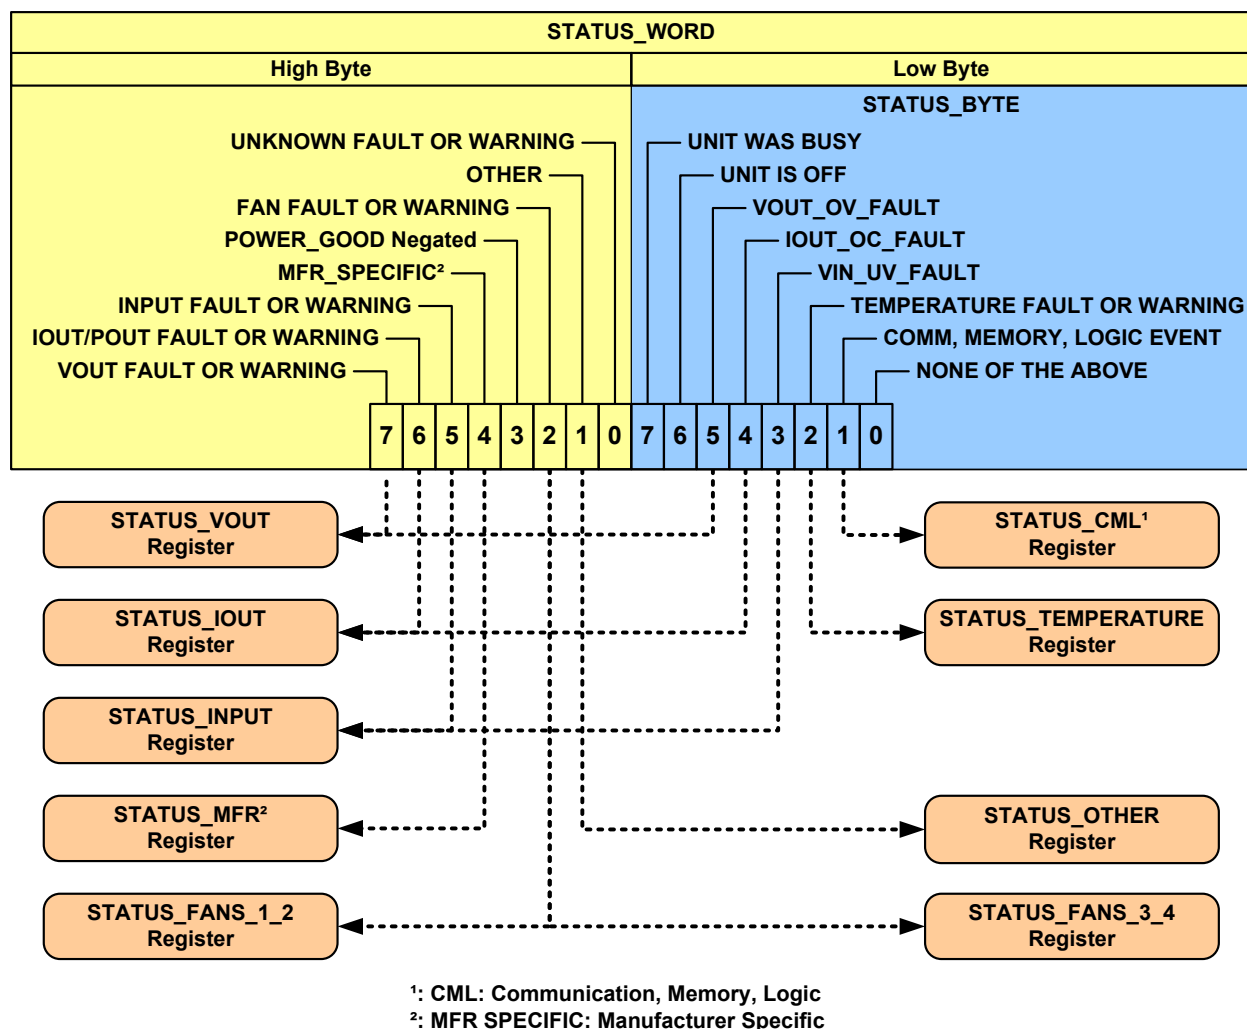 STATUS_WORD
High Byte
Low Byte
STATUS_BYTE
UNKNOWN FAULT OR WARNING
UNIT WAS BUSY
OTHER
UNIT IS OFF
FAN FAULT OR WARNING
VOUT_OV_FAULT
POWER_GOOD Negated
IOUT_OC_FAULT
MFR_SPECIFIC²
VIN_UV_FAULT
INPUT FAULT OR WARNING
TEMPERATURE FAULT OR WARNING
IOUT/POUT FAULT OR WARNING
COMM, MEMORY, LOGIC EVENT
VOUT FAULT OR WARNING
NONE OF THE ABOVE
7 6 5 4 3 2 1 0 7 6 5 4 3 2 1 0
STATUS_VOUT
Register
STATUS_CML¹
Register
STATUS_IOUT
Register
STATUS_TEMPERATURE
Register
STATUS_INPUT
Register
STATUS_MFR²
Register
STATUS_OTHER
Register
STATUS_FANS_1_2
Register
STATUS_FANS_3_4
Register
¹: CML: Communication, Memory, Logic
²: MFR SPECIFIC: Manufacturer Specific